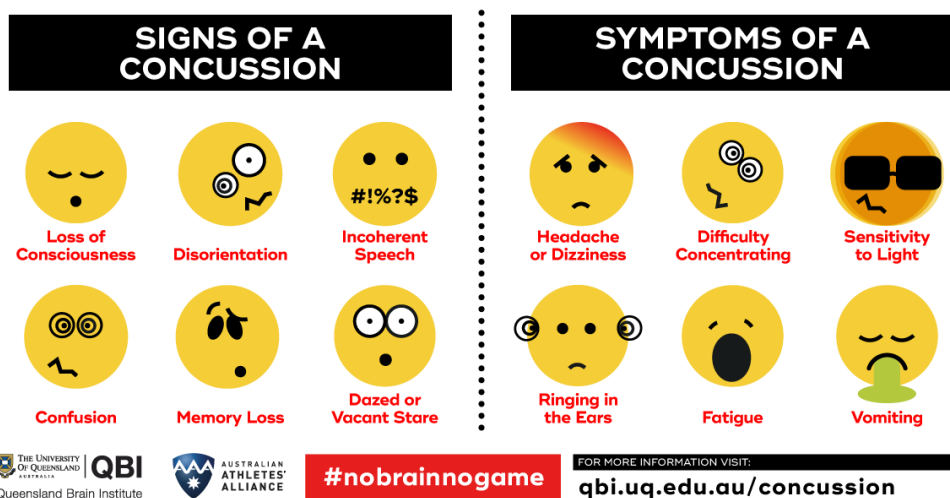 SIGNS OF A
CONCUSSION
Loss of
Consciousness
Disorientation
#!%?$
Incoherent
Speech
Confusion
Memory Loss
Dazed or
Vacant Stare
SYMPTOMS OF A
CONCUSSION
Headache
or Dizziness
Difficulty
Concentrating
Sensitivity
to Light
Ringing in
the Ears
Fatigue
Vomiting
THE UNIVERSITY
OF QUEENSLAND
AUSTRALIA
QBI
Queensland Brain Institute
AAA
AUSTRALIAN
ATHLETES'
ALLIANCE
#nobrainnogame
FOR MORE INFORMATION VISIT:
qbi.uq.edu.au/concussion